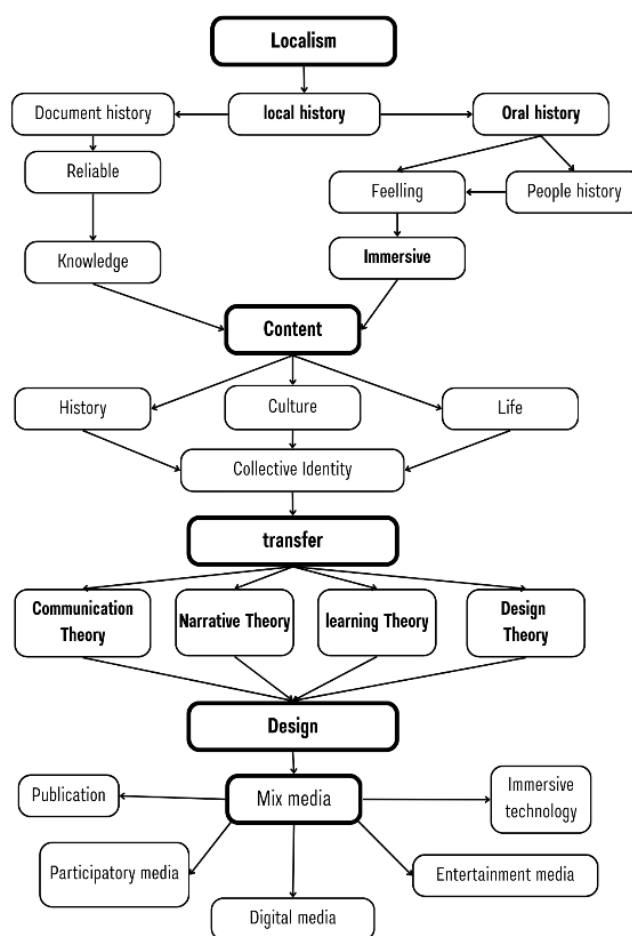 Localism
Document history
local history
Oral history
Reliable
Feelling
People history
Knowledge
Immersive
Content
History
Culture
Life
Collective Identity
transfer
Communication
Theory
Narrative Theory
learning Theory
Design
Theory
Design
Publication
Mix media
Immersive
technology
Participatory media
Entertainment media
Digital media